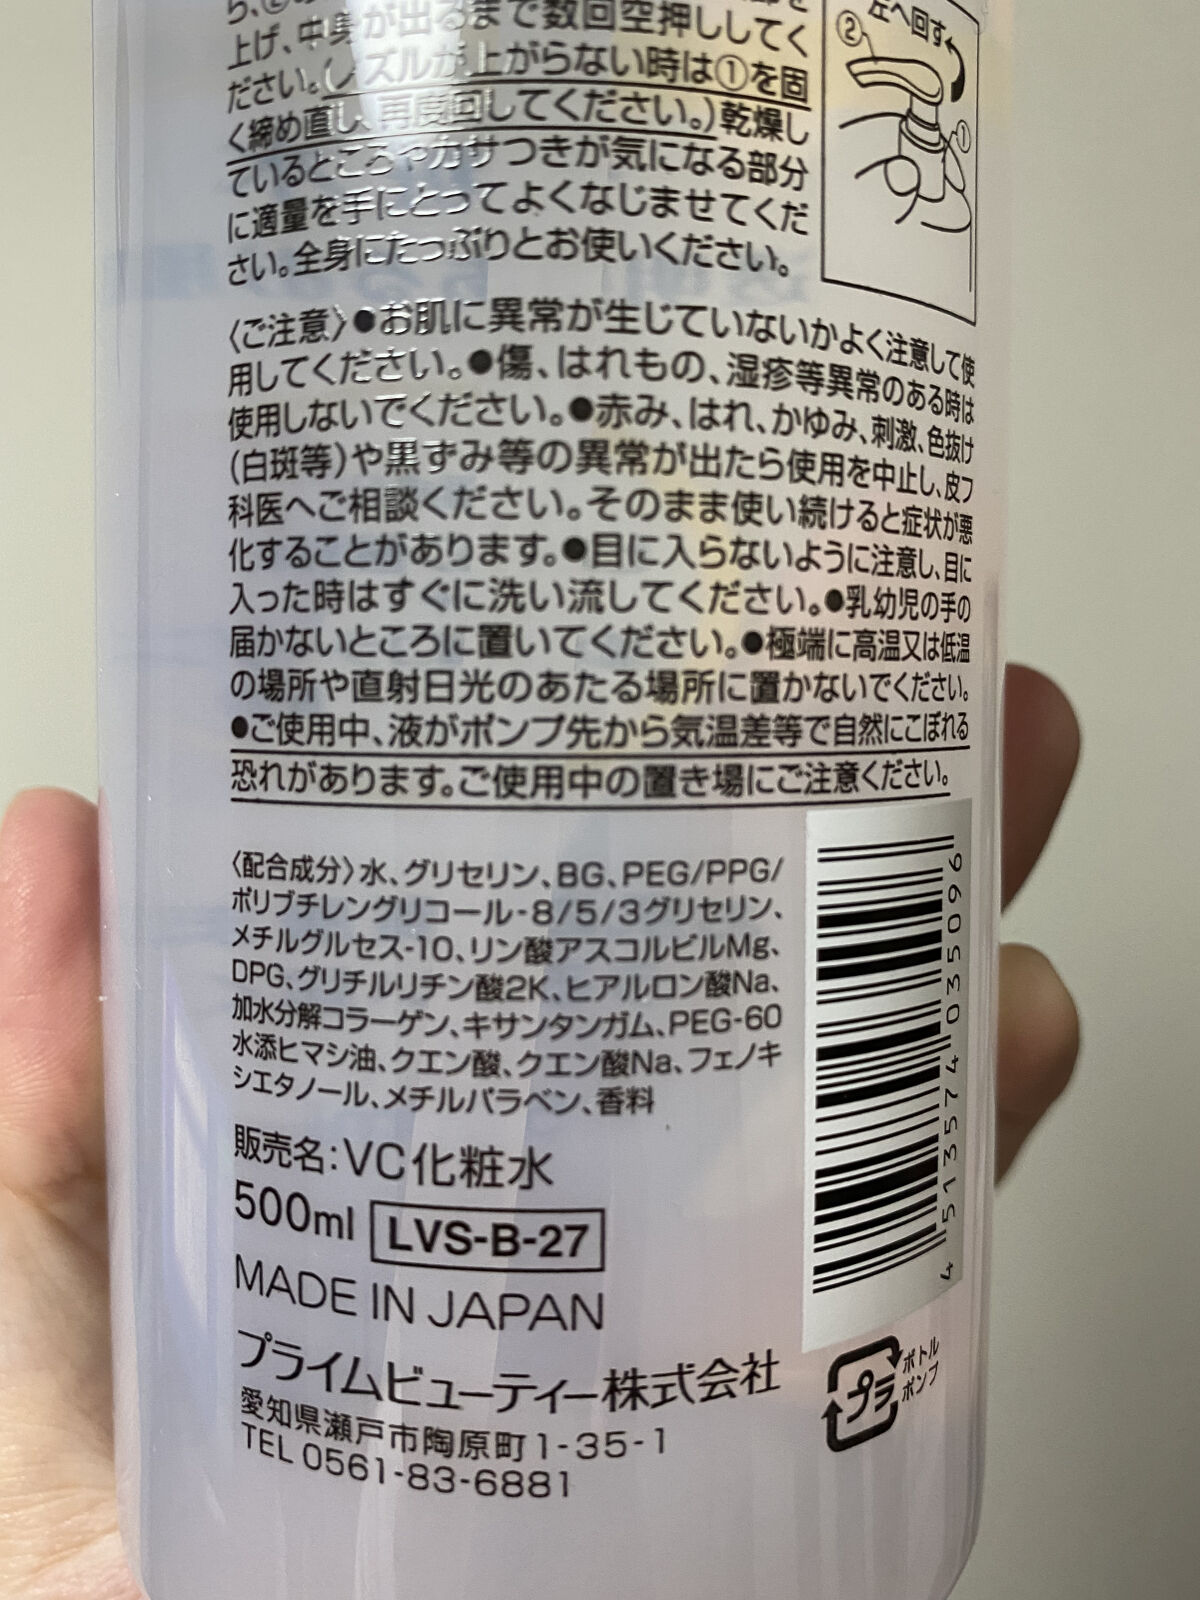 上げ、中身が出るまで数回空押ししてく
ださい。(ノズルが上がらない時は①を固
く締め直し、再度回してください。)乾燥し
ているところやカサつきが気になる部分
に適量を手にとってよくなじませてくだ
さい。全身にたっぷりとお使いください。
左へ回す
②
①
〈ご注意〉●お肌に異常が生じていないかよく注意して使
用してください。●傷、はれもの、湿疹等異常のある時は
使用しないでください。●赤み、はれ、かゆみ、刺激、色抜け
(白斑等)や黒ずみ等の異常が出たら使用を中止し、皮フ
科医へご相談ください。そのまま使い続けると症状が悪
化することがあります。●目に入らないように注意し、目に
入った時はすぐに洗い流してください。●乳幼児の手の
届かないところに置いてください。●極端に高温又は低温
の場所や直射日光のあたる場所に置かないでください。
●ご使用中、液がポンプ先から気温差等で自然にこぼれる
恐れがあります。ご使用中の置き場にご注意ください。
〈配合成分〉水、グリセリン、BG、PEG/PPG/
ポリブチレングリコール-8/5/3グリセリン、
メチルグルセス-10、リン酸アスコルビルMg、
DPG、グリチルリチン酸2K、ヒアルロン酸Na、
加水分解コラーゲン、キサンタンガム、PEG-60
水添ヒマシ油、クエン酸、クエン酸Na、フェノキ
シエタノール、メチルパラベン、香料
販売名:VC化粧水
500ml LVS-B-27
MADE IN JAPAN
プライムビューティー株式会社
愛知県瀬戸市陶原町1-35-1
TEL 0561-83-6881
4 513574 035096
プラ
ボトル
ポンプ